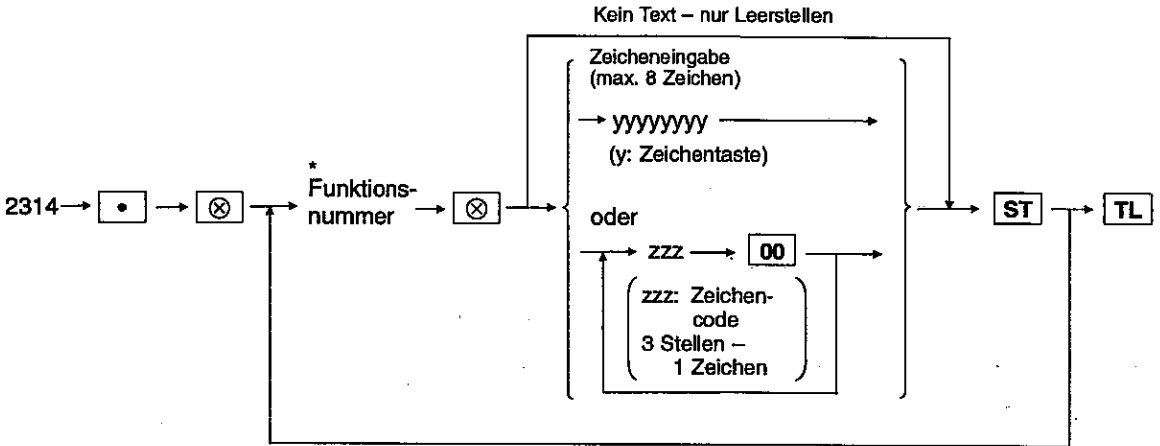 Kein Text – nur Leerstellen
Zeicheneingabe
(max. 8 Zeichen)
yyyyyyyy
(y: Zeichentaste)
*
Funktions-
nummer
2314
•
⊗
⊗
ST
TL
oder
zzz
00
zzz: Zeichen-
code
3 Stellen –
1 Zeichen